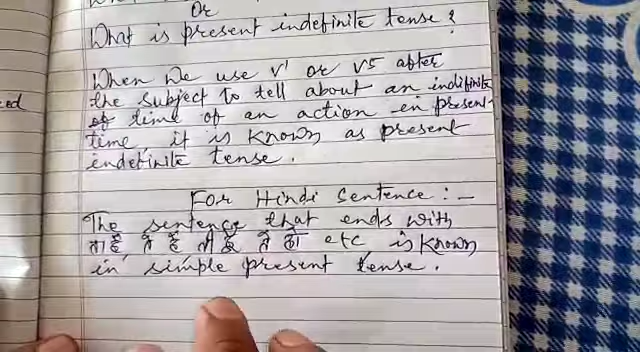 Or
What is present indefinite tense?
When we use V1 or V5 after
the subject to tell about an indifinite
of time of an action in present
time, it is known as present
indefinite tense.
For Hindi Sentence:-
The sentence that ends with
ता है ते है ती है ते हो etc is known
in simple present tense.